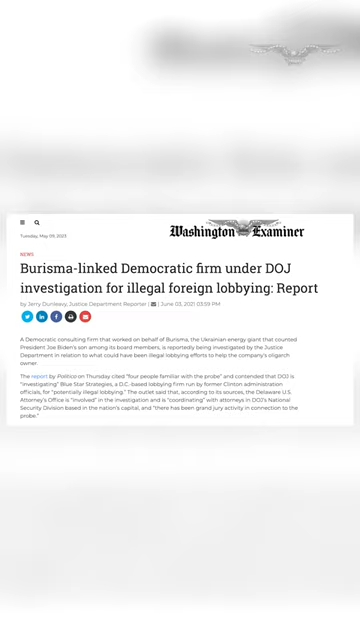 Washington Examiner
Tuesday, May 09, 2023
NEWS
Burisma-linked Democratic firm under DOJ
investigation for illegal foreign lobbying: Report
by Jerry Dunleavy, Justice Department Reporter | | June 03, 2021 03:59 PM
A Democratic consulting firm that worked on behalf of Burisma, the Ukrainian energy giant that counted
President Joe Biden's son among its board members, is reportedly being investigated by the Justice
Department in relation to what could have been illegal lobbying efforts to help the company's oligarch
owner.
The report by Politico on Thursday cited "four people familiar with the probe" and contended that DOJ is
"investigating" Blue Star Strategies, a D.C.-based lobbying firm run by former Clinton administration
officials, for "potentially illegal lobbying." The outlet said that, according to its sources, the Delaware U.S.
Attorney's Office is "involved" in the investigation and is "coordinating" with attorneys in DOJ's National
Security Division based in the nation's capital, and "there has been grand jury activity in connection to the
probe."